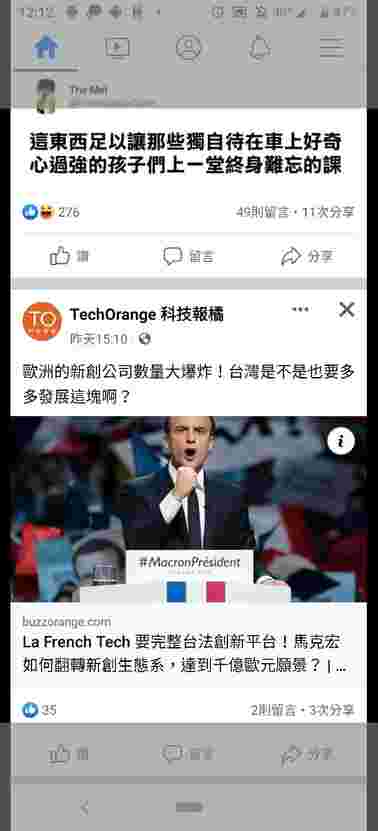 12:12
The Mel
這東西足以讓那些獨自待在車上好奇
心過強的孩子們上一堂終身難忘的課
276
49則留言・11次分享
讚
留言
分享
TO
TechOrange 科技報橘
昨天15:10
歐洲的新創公司數量大爆炸！台灣是不是也要多
多發展這塊啊？
i
#MacronPrésident
buzzorange.com
La French Tech 要完整台法創新平台！馬克宏
如何翻轉新創生態系，達到千億歐元願景？ | ...
35
2則留言・3次分享
讚
留言
分享